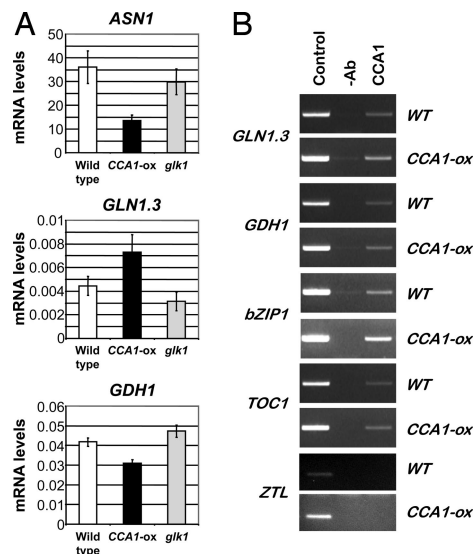 A
ASN1
mRNA levels
50
40
30
20
10
0
Wild type
CCA1-ox
glk1
GLN1.3
mRNA levels
0.01
0.008
0.006
0.004
0.002
0
Wild type
CCA1-ox
glk1
GDH1
mRNA levels
0.06
0.05
0.04
0.03
0.02
0.01
0
Wild type
CCA1-ox
glk1
B
Control
-Ab
CCA1
GLN1.3
WT
CCA1-ox
GDH1
WT
CCA1-ox
bZIP1
WT
CCA1-ox
TOC1
WT
CCA1-ox
ZTL
WT
CCA1-ox